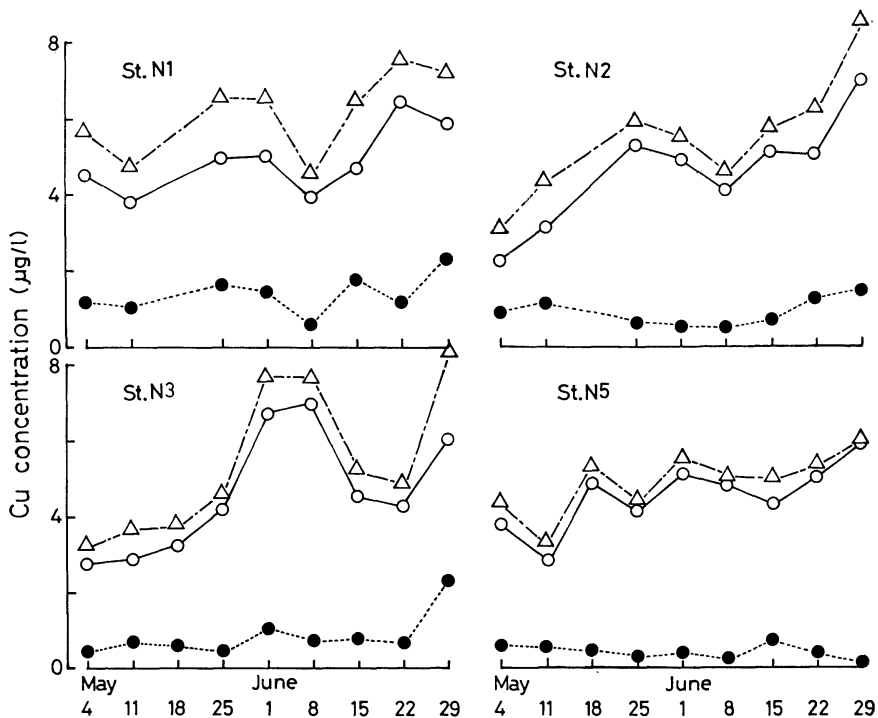 8
St. N1
St. N2
4
0
Cu concentration (µg/l)
8
St. N3
St. N5
4
0
May June May June
4 11 18 25 1 8 15 22 29 4 11 18 25 1 8 15 22 29